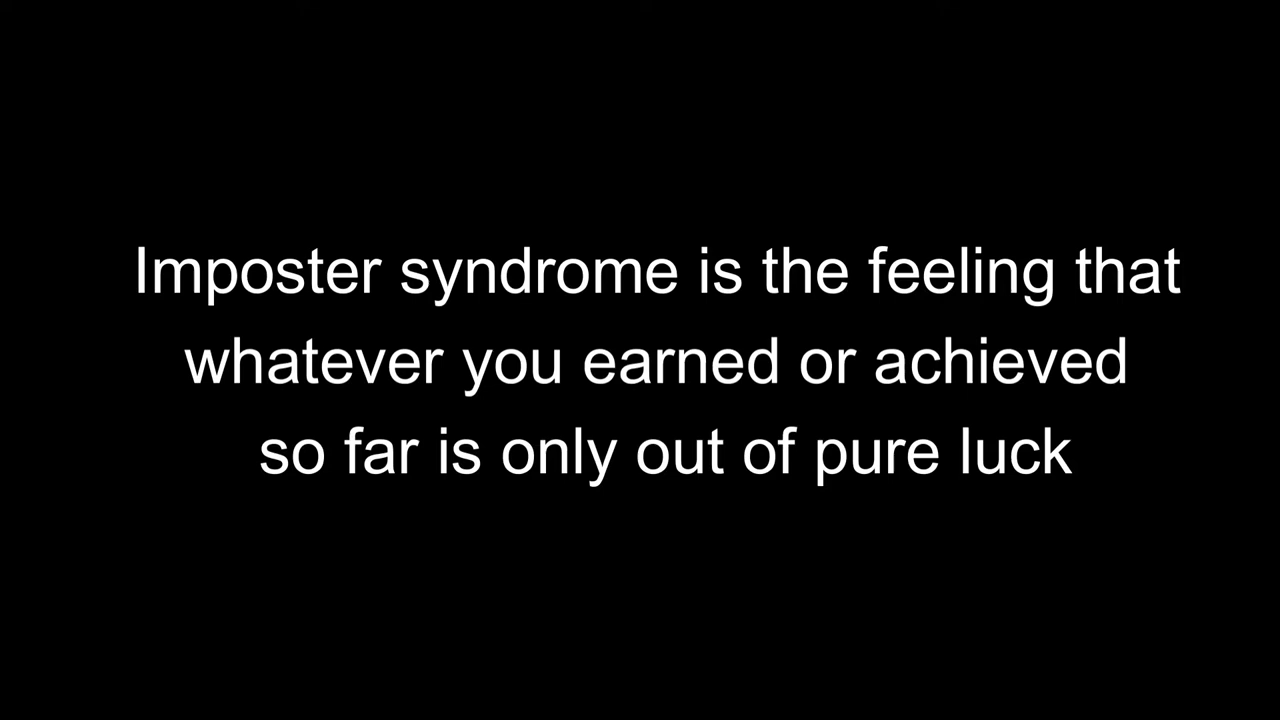 Imposter syndrome is the feeling that
whatever you earned or achieved
so far is only out of pure luck